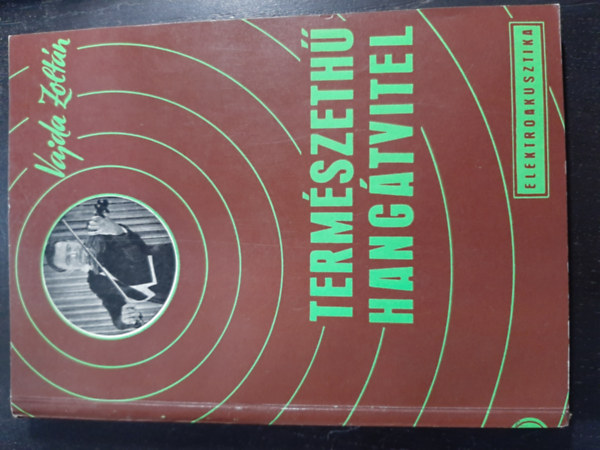 Vajda Zoltán
TERMÉSZETHŰ
HANGÁTVITEL
ELEKTROAKUSZTIKA